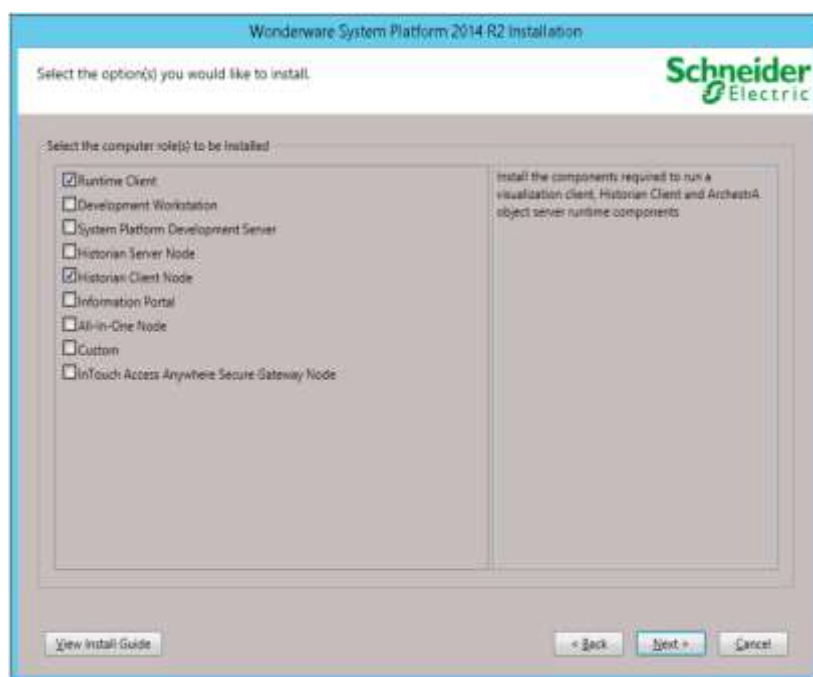 Wonderware System Platform 2014 R2 Installation
Select the option(s) you would like to install.
Schneider
Electric
Select the computer role(s) to be installed
Runtime Client
Development Workstation
System Platform Development Server
Historian Server Node
Historian Client Node
Information Portal
All-In-One Node
Custom
InTouch Access Anywhere Secure Gateway Node
Install the components required to run a
visualization client, Historian Client and ArchestrA
object server runtime components
View Install Guide
< Back
Next >
Cancel